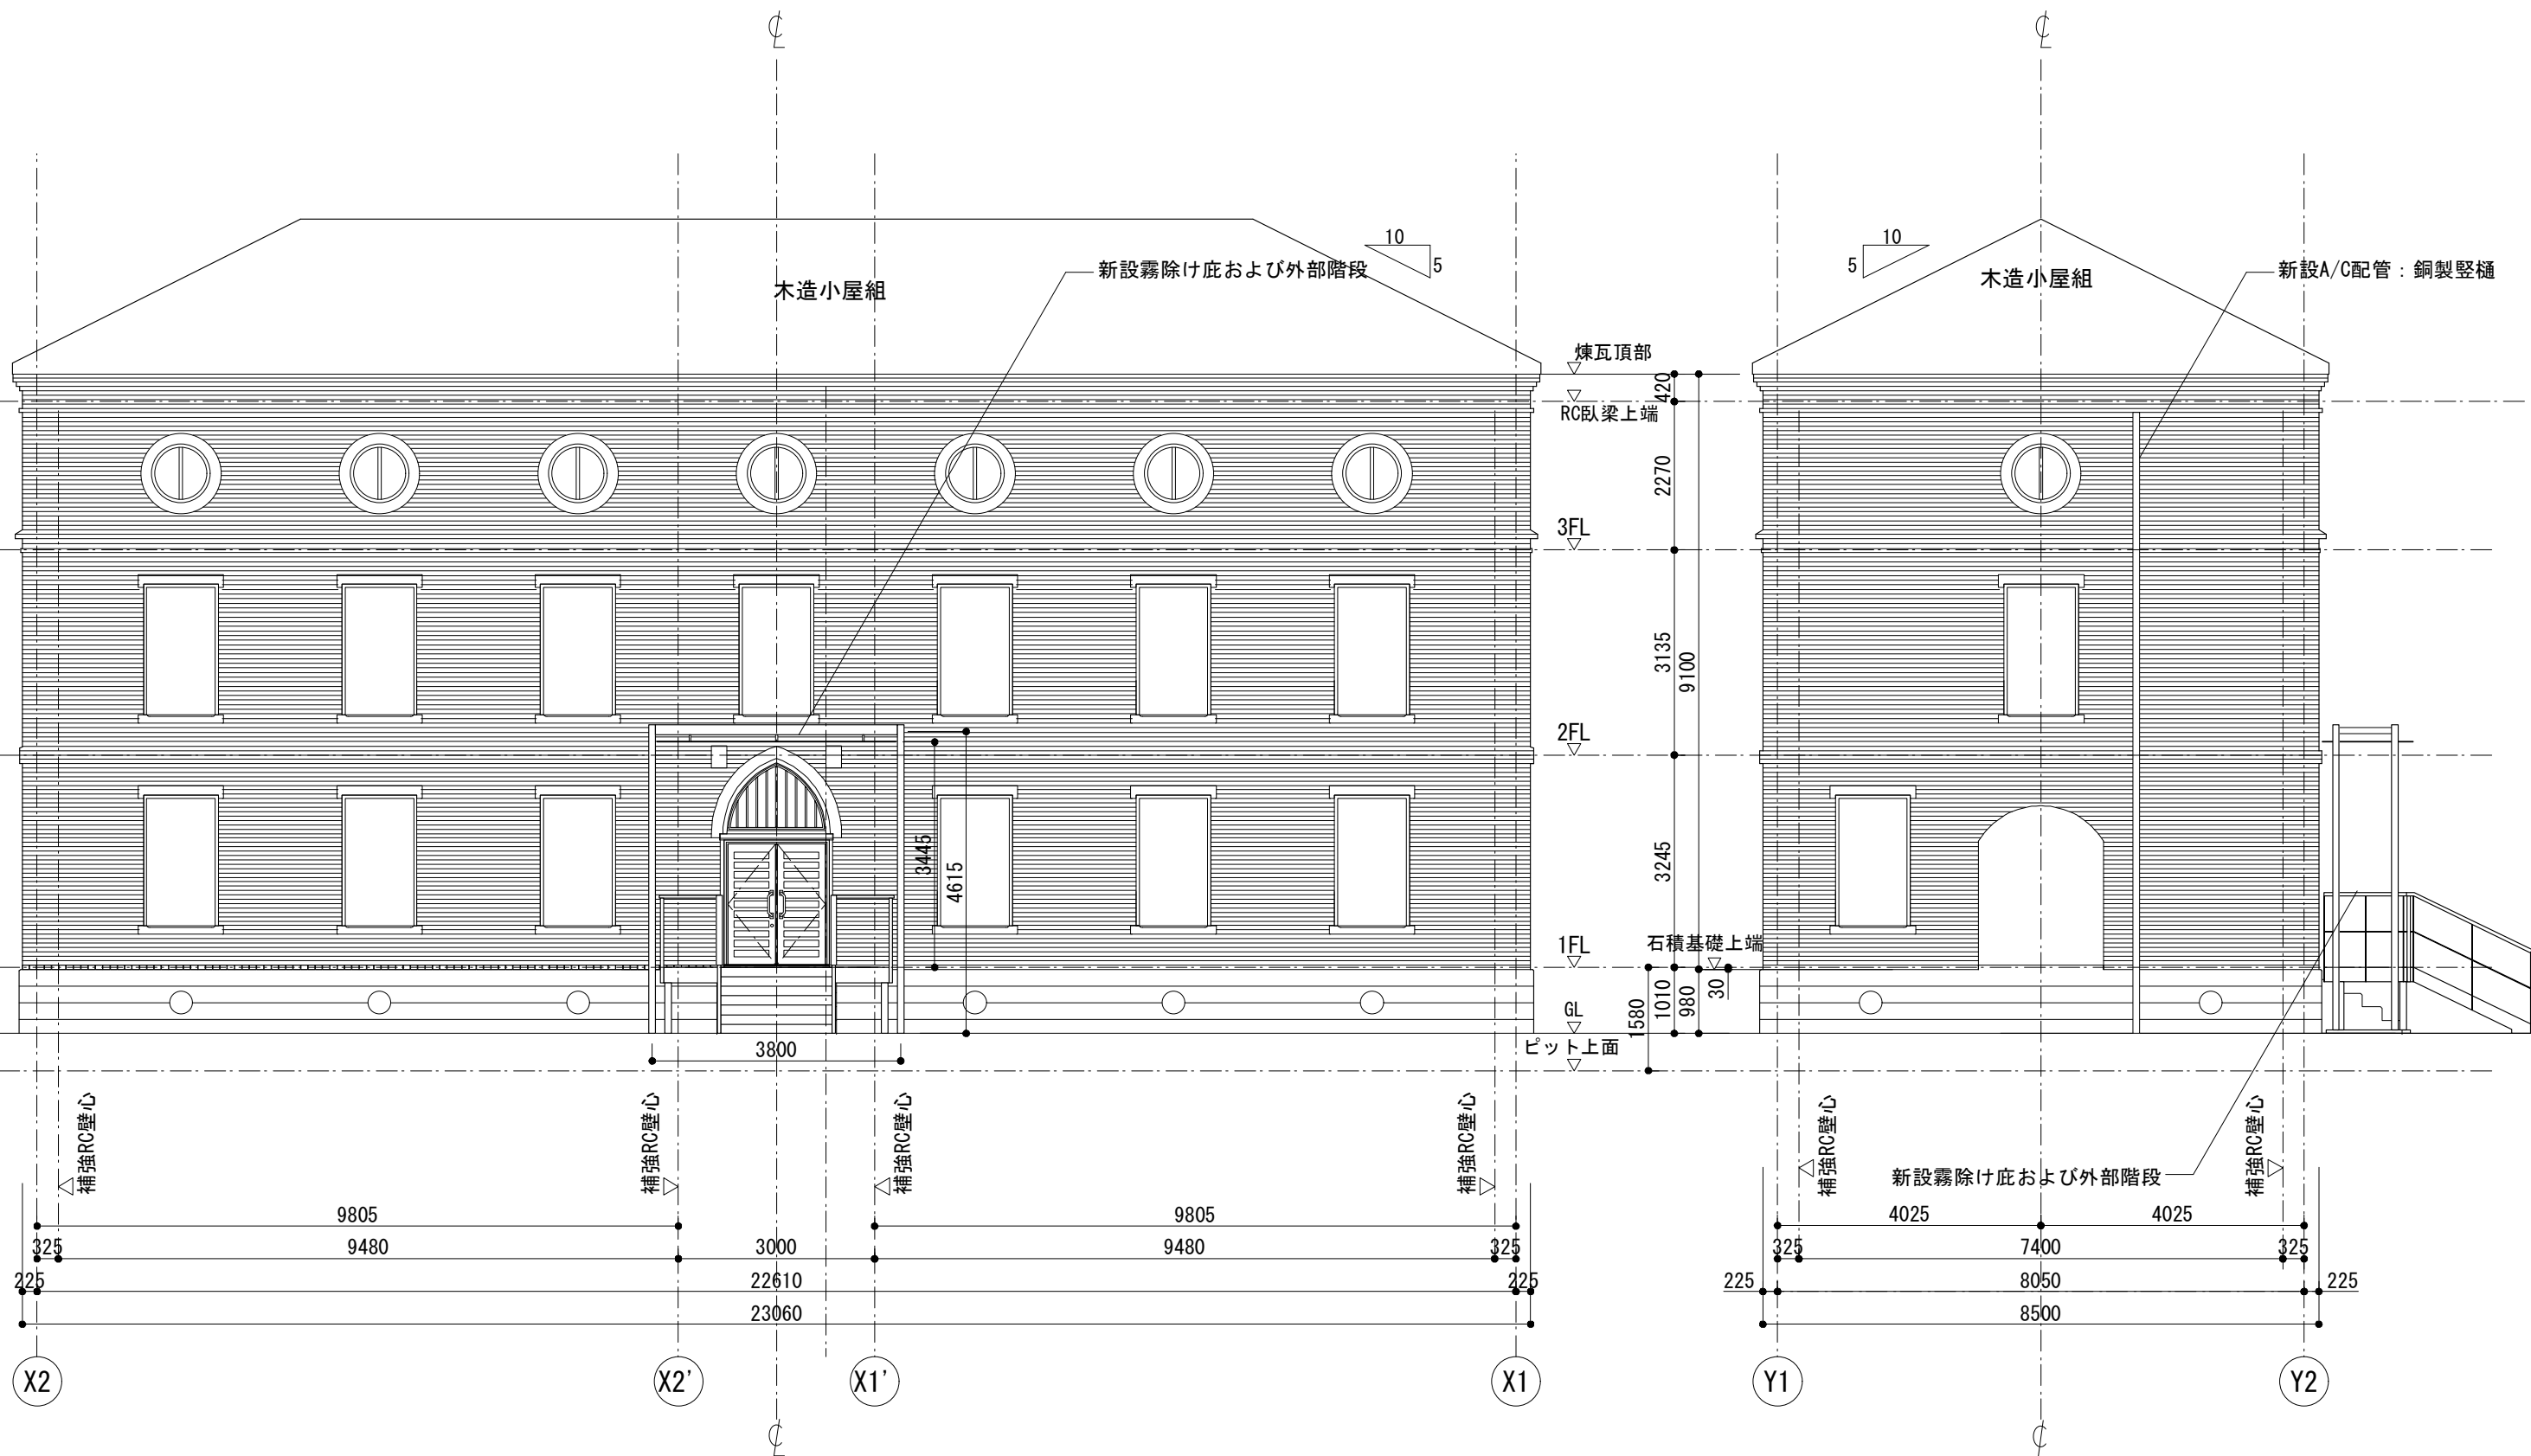 ℄
℄
10
5
10
5
新設霧除け庇および外部階段
木造小屋組
木造小屋組
新設A/C配管：銅製竪樋
煉瓦頂部
420
RC臥梁上端
2270
3FL
3135
9100
2FL
3445
4615
3245
1FL
石積基礎上端
1580
1010
980
30
GL
ピット上面
3800
補強RC壁心
補強RC壁心
補強RC壁心
補強RC壁心
補強RC壁心
補強RC壁心
新設霧除け庇および外部階段
9805
9805
4025
4025
325
9480
3000
9480
325
325
7400
325
225
22610
225
225
8050
225
23060
8500
X2
X2'
X1'
X1
Y1
Y2
℄
℄